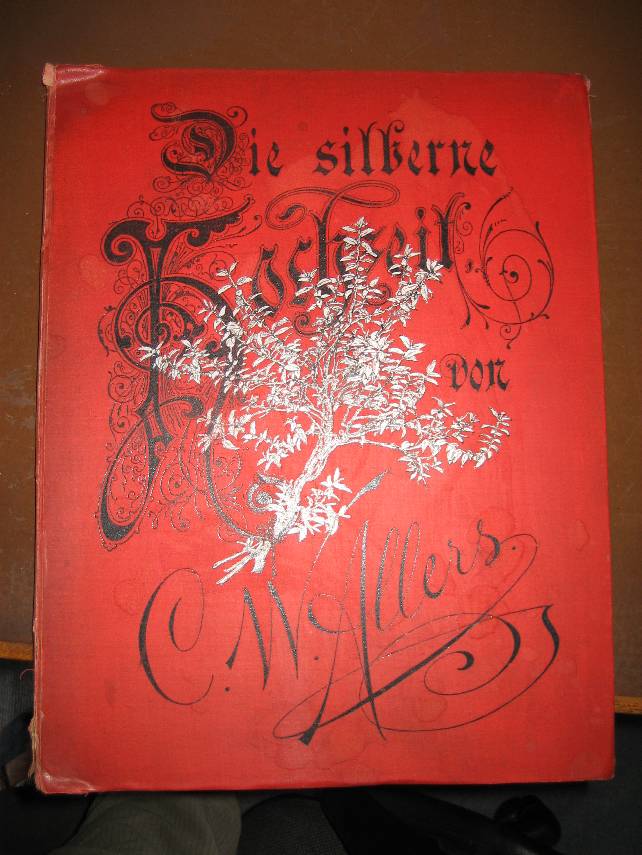 Die silberne
Hochzeit.
von
C. W. Allers.